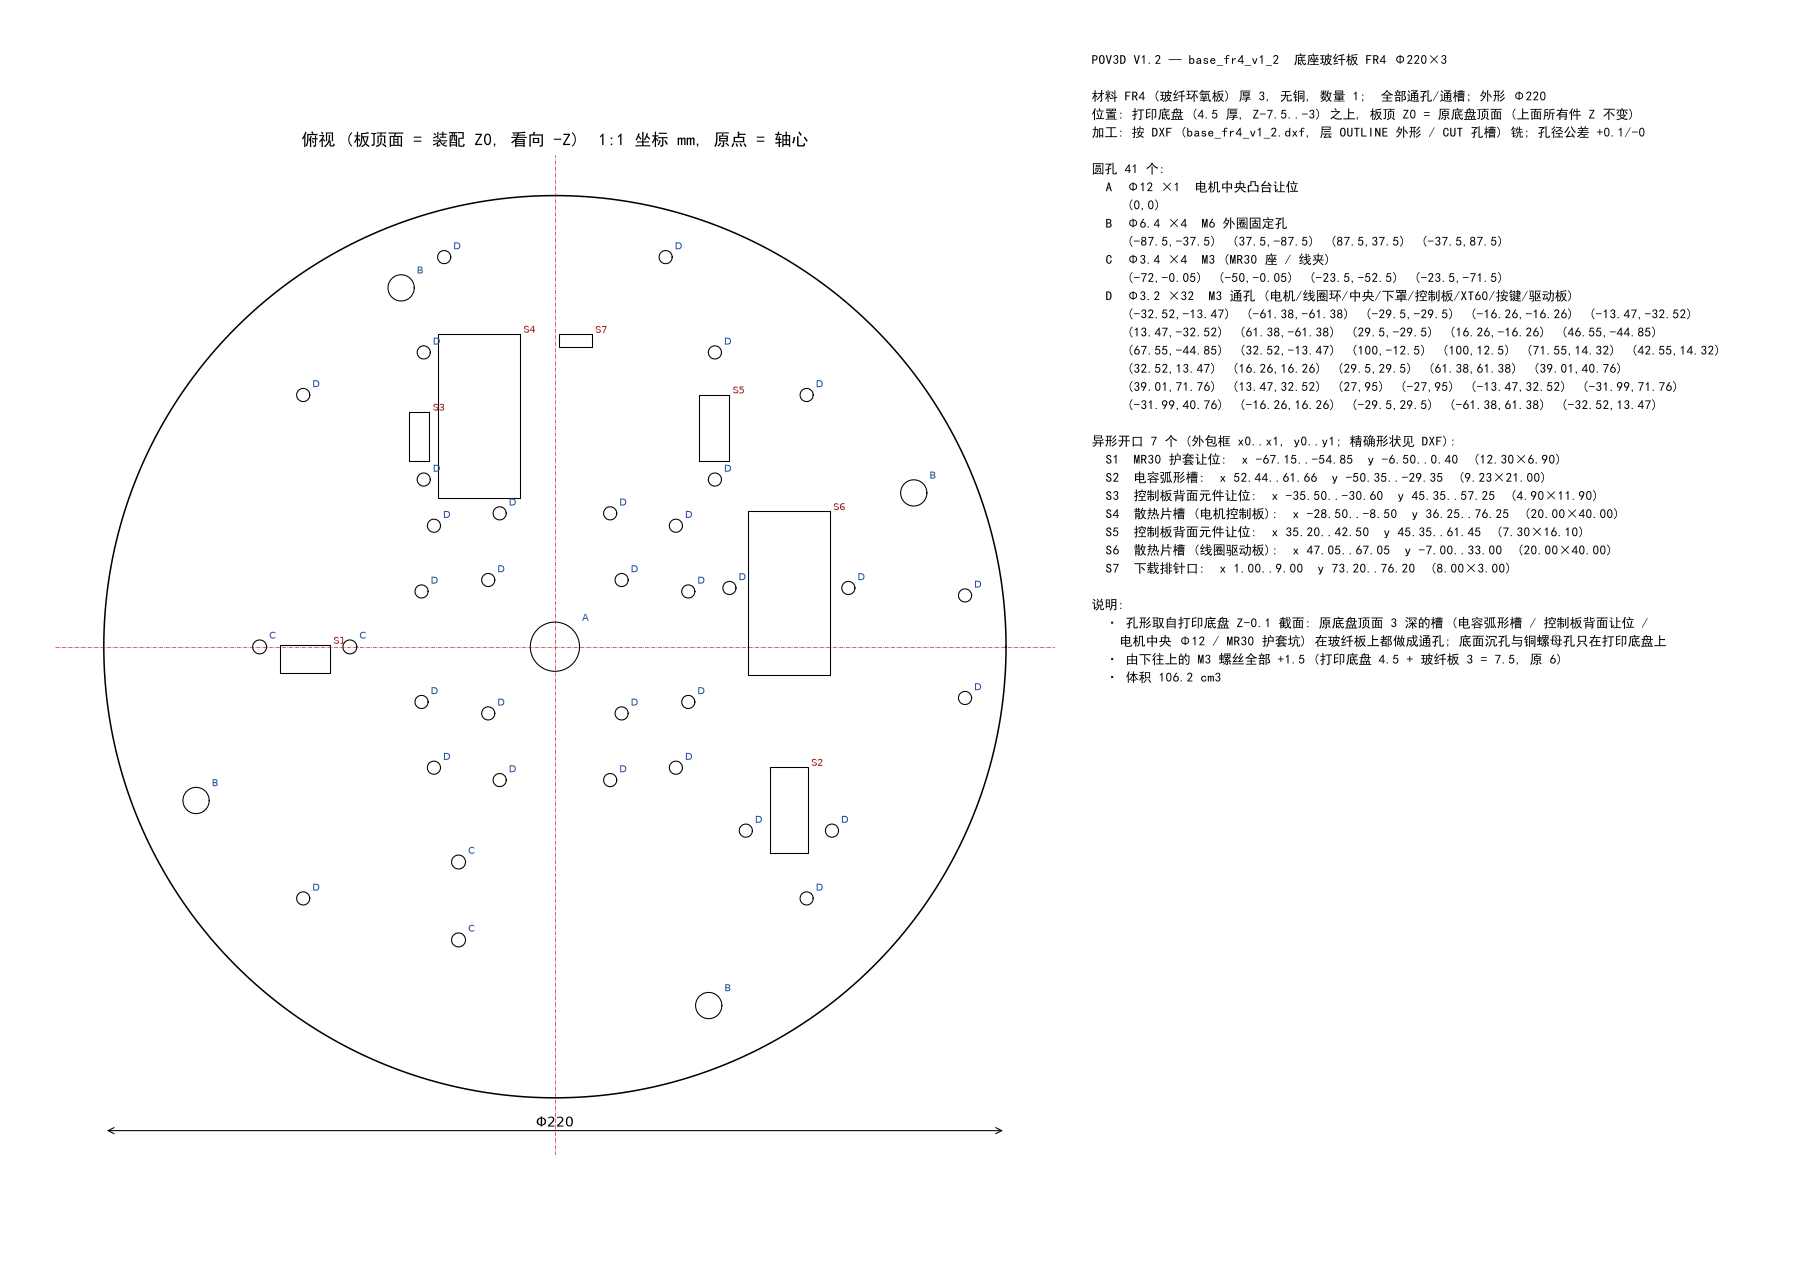 POV3D V1.2 — base_fr4_v1_2  底座玻纤板 FR4 Φ220×3
材料 FR4 (玻纤环氧板) 厚 3, 无铜, 数量 1;  全部通孔/通槽; 外形 Φ220
位置: 打印底盘 (4.5 厚, Z-7.5..-3) 之上, 板顶 Z0 = 原底盘顶面 (上面所有件 Z 不变)
加工: 按 DXF (base_fr4_v1_2.dxf, 层 OUTLINE 外形 / CUT 孔槽) 铣; 孔径公差 +0.1/-0
圆孔 41 个:
A  Φ12 ×1  电机中央凸台让位
(0,0)
B  Φ6.4 ×4  M6 外圈固定孔
(-87.5,-37.5)  (37.5,-87.5)  (87.5,37.5)  (-37.5,87.5)
C  Φ3.4 ×4  M3 (MR30 座 / 线夹)
(-72,-0.05)  (-50,-0.05)  (-23.5,-52.5)  (-23.5,-71.5)
D  Φ3.2 ×32  M3 通孔 (电机/线圈环/中央/下罩/控制板/XT60/按键/驱动板)
(-32.52,-13.47)  (-61.38,-61.38)  (-29.5,-29.5)  (-16.26,-16.26)  (-13.47,-32.52)
(13.47,-32.52)  (61.38,-61.38)  (29.5,-29.5)  (16.26,-16.26)  (46.55,-44.85)
(67.55,-44.85)  (32.52,-13.47)  (100,-12.5)  (100,12.5)  (71.55,14.32)  (42.55,14.32)
(32.52,13.47)  (16.26,16.26)  (29.5,29.5)  (61.38,61.38)  (39.01,40.76)
(39.01,71.76)  (13.47,32.52)  (27,95)  (-27,95)  (-13.47,32.52)  (-31.99,71.76)
(-31.99,40.76)  (-16.26,16.26)  (-29.5,29.5)  (-61.38,61.38)  (-32.52,13.47)
异形开口 7 个 (外包框 x0..x1, y0..y1; 精确形状见 DXF):
S1  MR30 护套让位:  x -67.15..-54.85  y -6.50..0.40  (12.30×6.90)
S2  电容弧形槽:  x 52.44..61.66  y -50.35..-29.35  (9.23×21.00)
S3  控制板背面元件让位:  x -35.50..-30.60  y 45.35..57.25  (4.90×11.90)
S4  散热片槽 (电机控制板):  x -28.50..-8.50  y 36.25..76.25  (20.00×40.00)
S5  控制板背面元件让位:  x 35.20..42.50  y 45.35..61.45  (7.30×16.10)
S6  散热片槽 (线圈驱动板):  x 47.05..67.05  y -7.00..33.00  (20.00×40.00)
S7  下载排针口:  x 1.00..9.00  y 73.20..76.20  (8.00×3.00)
说明:
· 孔形取自打印底盘 Z-0.1 截面: 原底盘顶面 3 深的槽 (电容弧形槽 / 控制板背面让位 /
电机中央 Φ12 / MR30 护套坑) 在玻纤板上都做成通孔; 底面沉孔与铜螺母孔只在打印底盘上
· 由下往上的 M3 螺丝全部 +1.5 (打印底盘 4.5 + 玻纤板 3 = 7.5, 原 6)
· 体积 106.2 cm3
俯视 (板顶面 = 装配 Z0, 看向 -Z)  1:1 坐标 mm, 原点 = 轴心
D
D
B
S4
S7
D
D
D
D
S5
S3
D
D
B
D
D
S6
D
D
D
D
D
D
D
D
D
A
C
S1
C
D
D
D
D
D
D
D
D
D
S2
B
D
D
C
D
D
C
B
Φ220